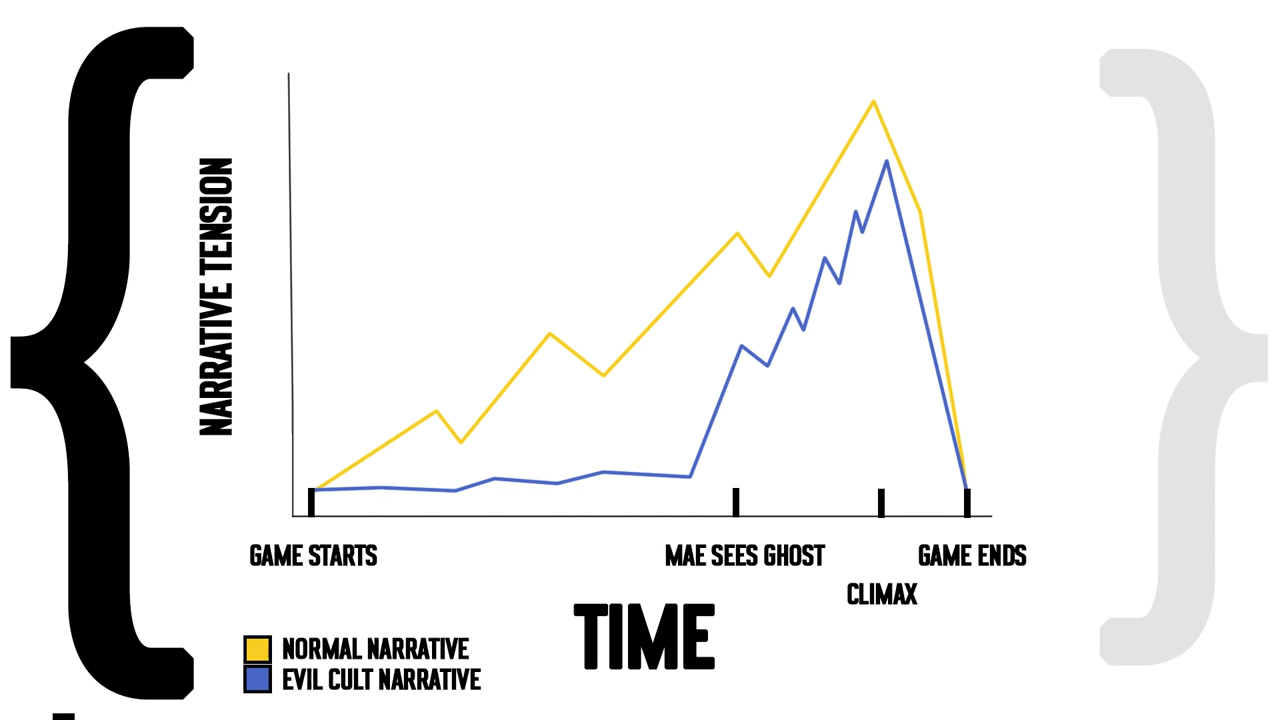 NARRATIVE TENSION
GAME STARTS
MAE SEES GHOST
GAME ENDS
CLIMAX
TIME
NORMAL NARRATIVE
EVIL CULT NARRATIVE